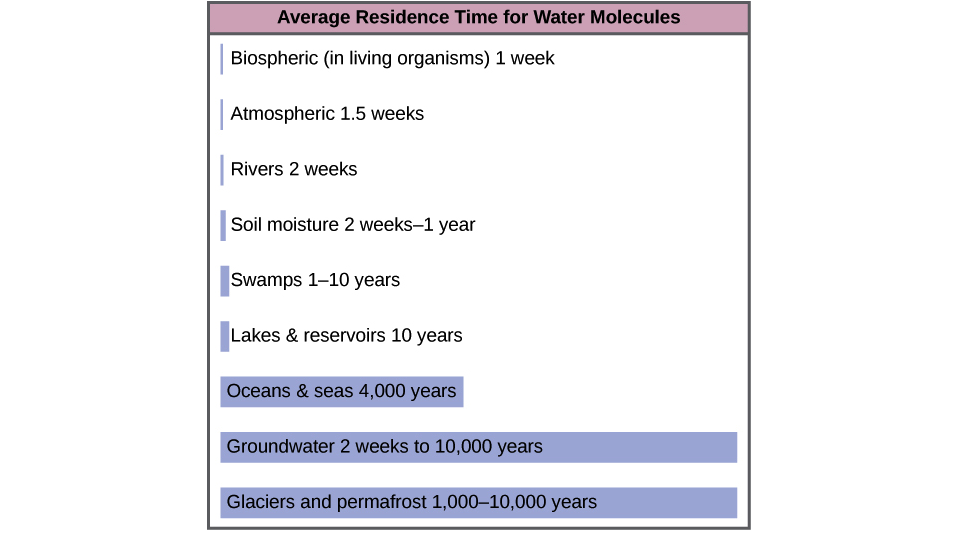 Average Residence Time for Water Molecules
Biospheric (in living organisms) 1 week
Atmospheric 1.5 weeks
Rivers 2 weeks
Soil moisture 2 weeks–1 year
Swamps 1–10 years
Lakes & reservoirs 10 years
Oceans & seas 4,000 years
Groundwater 2 weeks to 10,000 years
Glaciers and permafrost 1,000–10,000 years